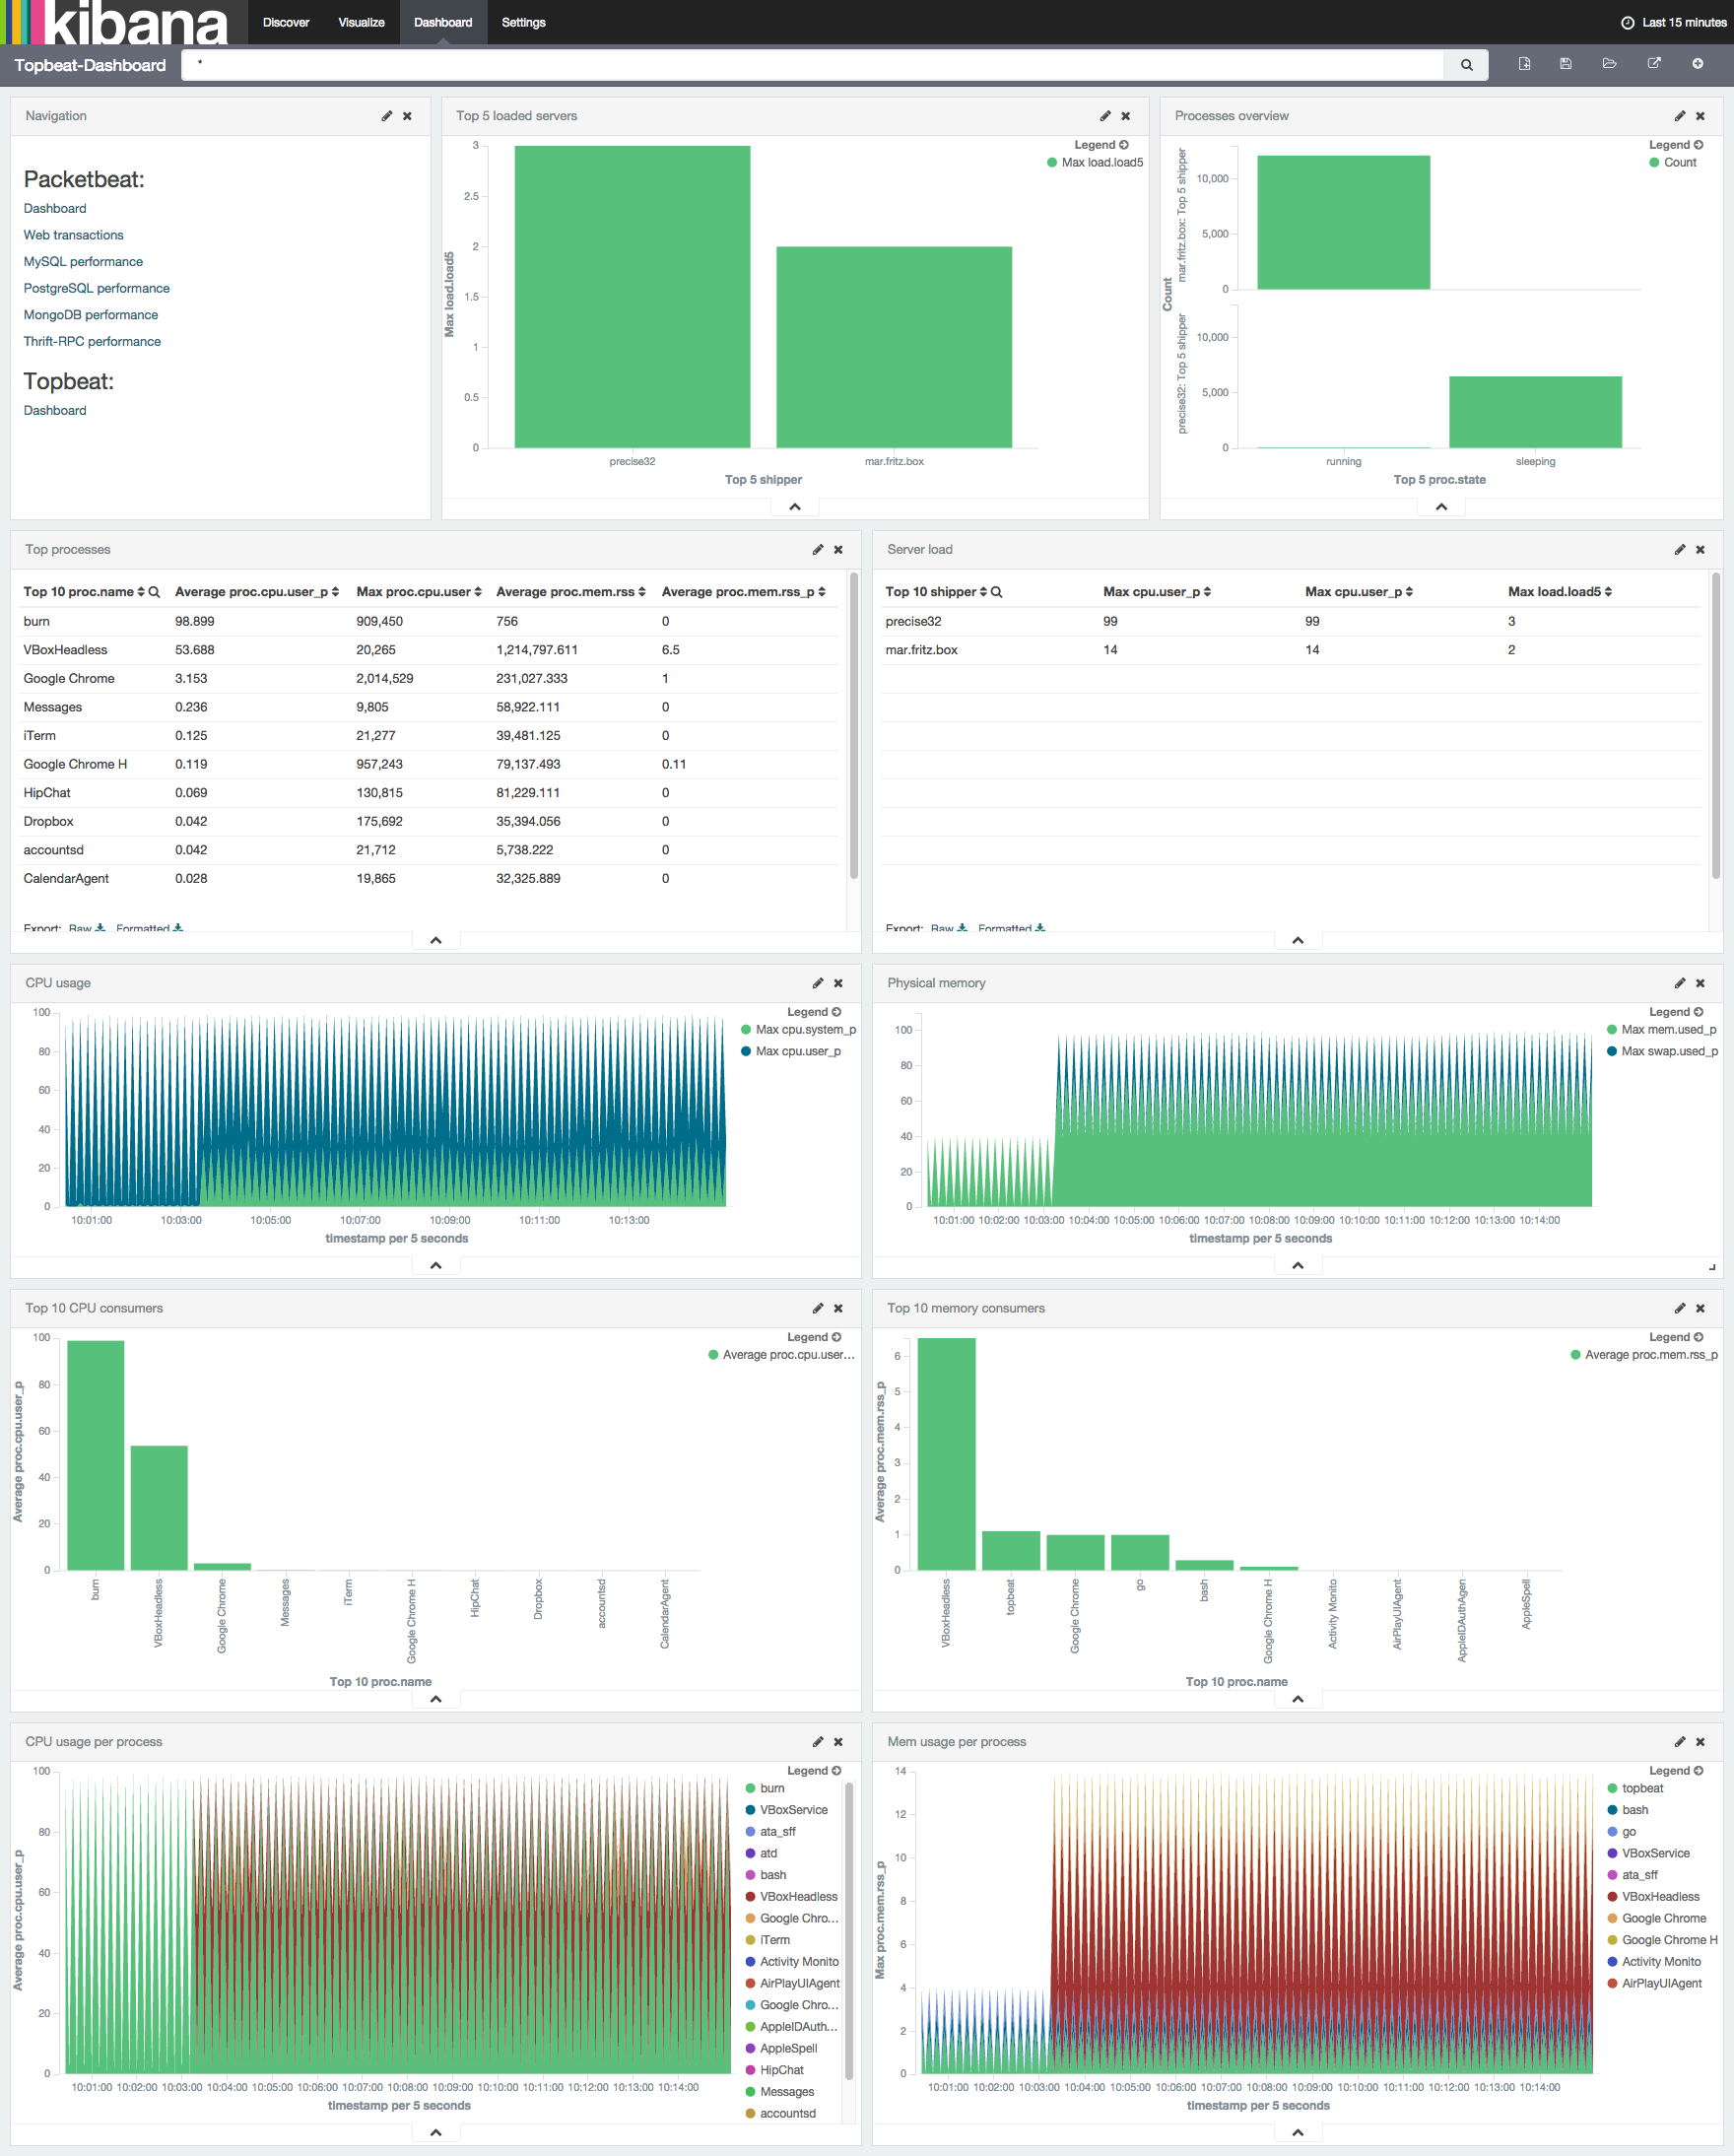 kibana Discover Visualize Dashboard Settings Last 15 minutes
Topbeat-Dashboard *
Navigation
Packetbeat:
Dashboard
Web transactions
MySQL performance
PostgreSQL performance
MongoDB performance
Thrift-RPC performance
Topbeat:
Dashboard
Top 5 loaded servers
Legend
Max load.load5
Max load.load5
3
2.5
2
1.5
1
0.5
0
precise32 mar.fritz.box
Top 5 shipper
Processes overview
Legend
Count
Count
mar.fritz.box: Top 5 shipper
10,000
5,000
0
precise32: Top 5 shipper
10,000
5,000
0
running sleeping
Top 5 proc.state
Top processes
Top 10 proc.name Average proc.cpu.user_p Max proc.cpu.user Average proc.mem.rss Average proc.mem.rss_p
burn 98.899 909,450 756 0
VBoxHeadless 53.688 20,265 1,214,797.611 6.5
Google Chrome 3.153 2,014,529 231,027.333 1
Messages 0.236 9,805 58,922.111 0
iTerm 0.125 21,277 39,481.125 0
Google Chrome H 0.119 957,243 79,137.493 0.11
HipChat 0.069 130,815 81,229.111 0
Dropbox 0.042 175,692 35,394.056 0
accountsd 0.042 21,712 5,738.222 0
CalendarAgent 0.028 19,865 32,325.889 0
Export: Raw Formatted
Server load
Top 10 shipper Max cpu.user_p Max cpu.user_p Max load.load5
precise32 99 99 3
mar.fritz.box 14 14 2
Export: Raw Formatted
CPU usage
Legend
Max cpu.system_p
Max cpu.user_p
100
80
60
40
20
0
10:01:00 10:03:00 10:05:00 10:07:00 10:09:00 10:11:00 10:13:00
timestamp per 5 seconds
Physical memory
Legend
Max mem.used_p
Max swap.used_p
100
80
60
40
20
0
10:01:00 10:02:00 10:03:00 10:04:00 10:05:00 10:06:00 10:07:00 10:08:00 10:09:00 10:10:00 10:11:00 10:12:00 10:13:00 10:14:00
timestamp per 5 seconds
Top 10 CPU consumers
Legend
Average proc.cpu.user...
Average proc.cpu.user_p
100
80
60
40
20
0
burn VBoxHeadless Google Chrome Messages iTerm Google Chrome H HipChat Dropbox accountsd CalendarAgent
Top 10 proc.name
Top 10 memory consumers
Legend
Average proc.mem.rss_p
Average proc.mem.rss_p
6
5
4
3
2
1
0
VBoxHeadless topbeat Google Chrome go bash Google Chrome H Activity Monito AirPlayUIAgent AppleIDAuthAgen AppleSpell
Top 10 proc.name
CPU usage per process
Legend
burn
VBoxService
ata_sff
atd
bash
VBoxHeadless
Google Chro...
iTerm
Activity Monito
AirPlayUIAgent
Google Chro...
AppleIDAuth...
AppleSpell
HipChat
Messages
accountsd
Average proc.cpu.user_p
100
80
60
40
20
0
10:01:00 10:02:00 10:03:00 10:04:00 10:05:00 10:06:00 10:07:00 10:08:00 10:09:00 10:10:00 10:11:00 10:12:00 10:13:00 10:14:00
timestamp per 5 seconds
Mem usage per process
Legend
topbeat
bash
go
VBoxService
ata_sff
VBoxHeadless
Google Chrome
Google Chrome H
Activity Monito
AirPlayUIAgent
Max proc.mem.rss_p
14
12
10
8
6
4
2
0
10:01:00 10:02:00 10:03:00 10:04:00 10:05:00 10:06:00 10:07:00 10:08:00 10:09:00 10:10:00 10:11:00 10:12:00 10:13:00 10:14:00
timestamp per 5 seconds